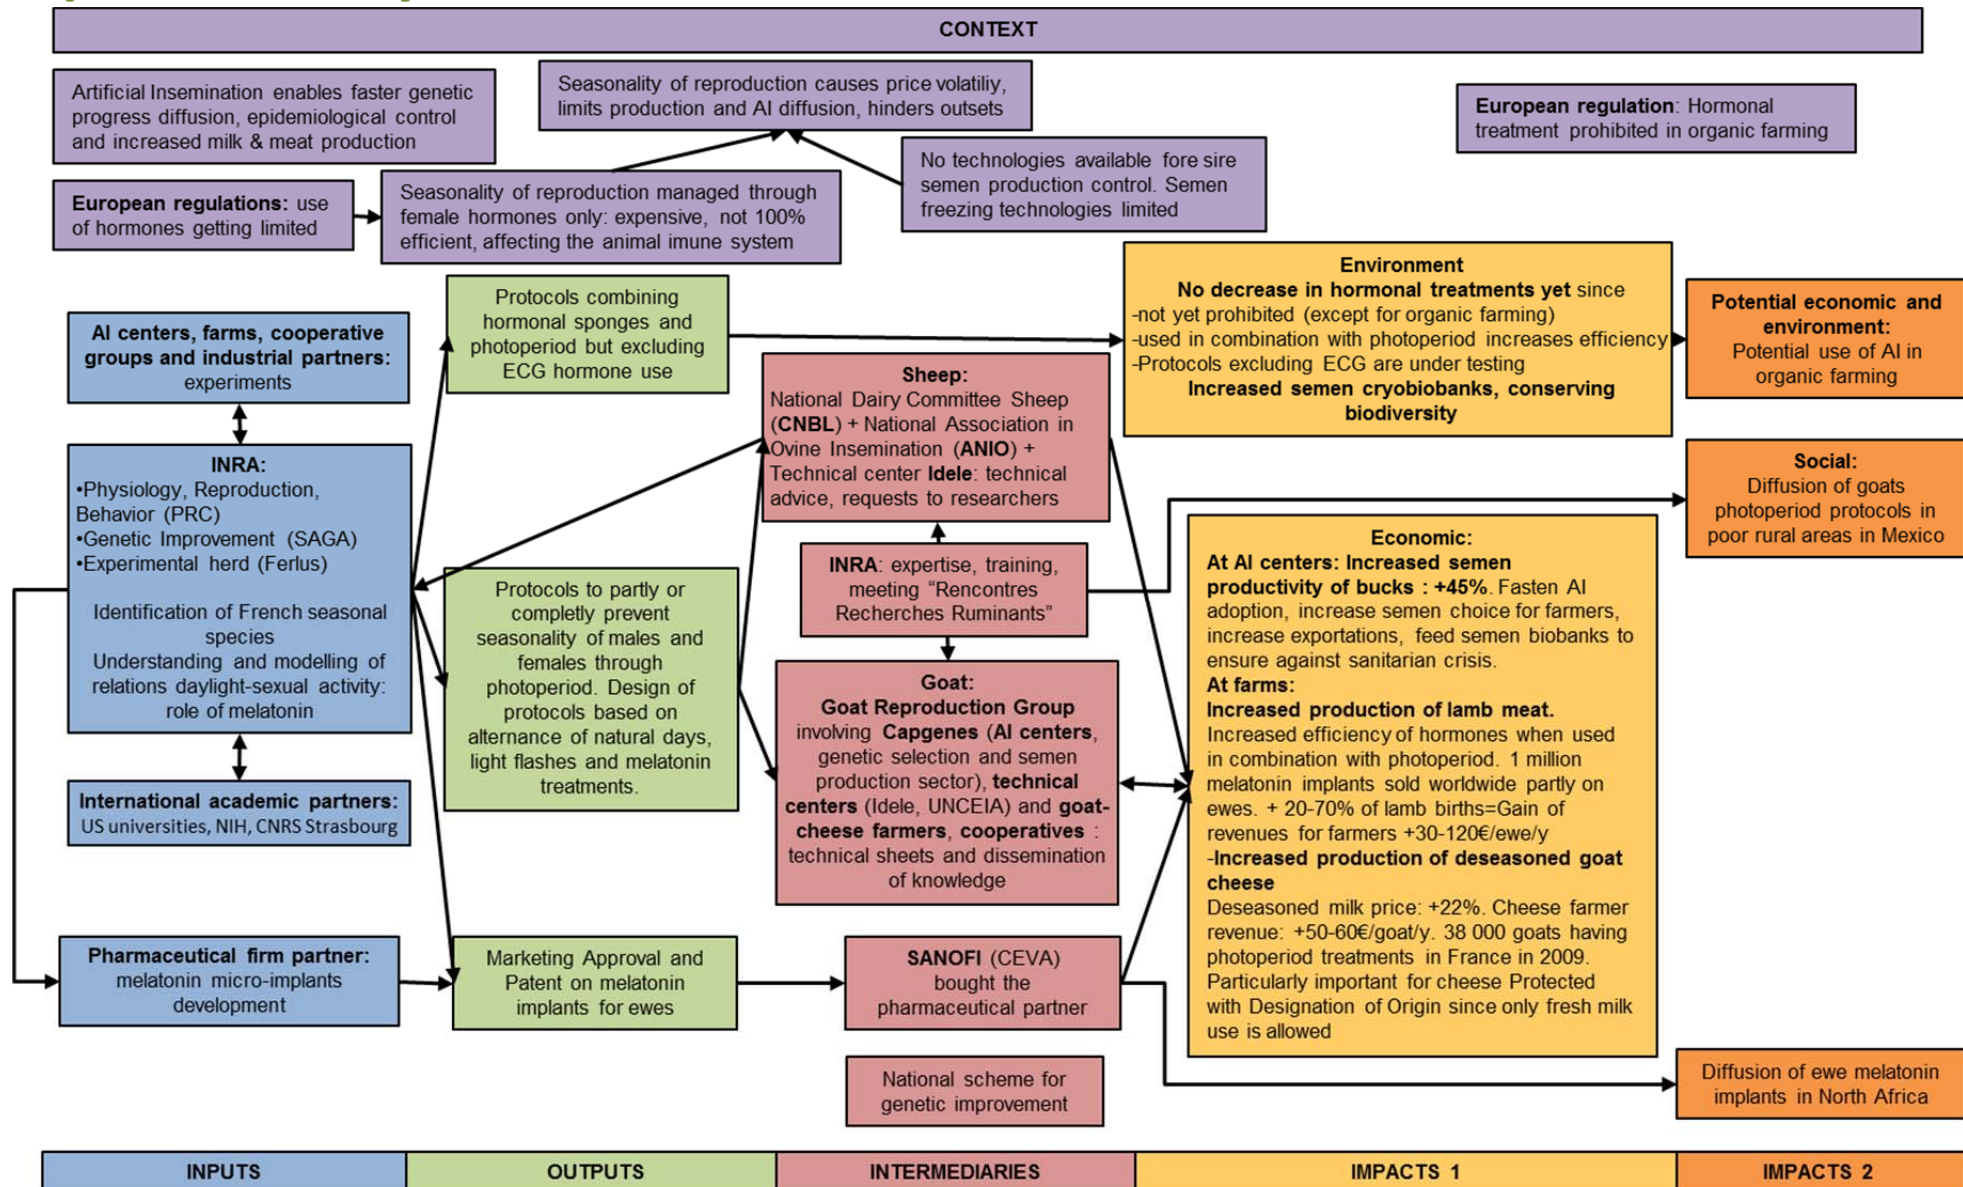 CONTEXT
Artificial Insemination enables faster genetic
progress diffusion, epidemiological control
and increased milk & meat production
Seasonality of reproduction causes price volatiliy,
limits production and AI diffusion, hinders outsets
European regulation: Hormonal
treatment prohibited in organic farming
No technologies available fore sire
semen production control. Semen
freezing technologies limited
European regulations: use
of hormones getting limited
Seasonality of reproduction managed through
female hormones only: expensive, not 100%
efficient, affecting the animal imune system
AI centers, farms, cooperative
groups and industrial partners:
experiments
INRA:
•Physiology, Reproduction,
Behavior (PRC)
•Genetic Improvement (SAGA)
•Experimental herd (Ferlus)
Identification of French seasonal
species
Understanding and modelling of
relations daylight-sexual activity:
role of melatonin
International academic partners:
US universities, NIH, CNRS Strasbourg
Pharmaceutical firm partner:
melatonin micro-implants
development
Protocols combining
hormonal sponges and
photoperiod but excluding
ECG hormone use
Protocols to partly or
completly prevent
seasonality of males and
females through
photoperiod. Design of
protocols based on
alternance of natural days,
light flashes and melatonin
treatments.
Marketing Approval and
Patent on melatonin
implants for ewes
Sheep:
National Dairy Committee Sheep
(CNBL) + National Association in
Ovine Insemination (ANIO) +
Technical center Idele: technical
advice, requests to researchers
INRA: expertise, training,
meeting “Rencontres
Recherches Ruminants”
Goat:
Goat Reproduction Group
involving Capgenes (AI centers,
genetic selection and semen
production sector), technical
centers (Idele, UNCEIA) and goat-
cheese farmers, cooperatives :
technical sheets and dissemination
of knowledge
SANOFI (CEVA)
bought the
pharmaceutical partner
National scheme for
genetic improvement
Environment
No decrease in hormonal treatments yet since
-not yet prohibited (except for organic farming)
-used in combination with photoperiod increases efficiency
-Protocols excluding ECG are under testing
Increased semen cryobiobanks, conserving
biodiversity
Economic:
At AI centers: Increased semen
productivity of bucks : +45%. Fasten AI
adoption, increase semen choice for farmers,
increase exportations, feed semen biobanks to
ensure against sanitarian crisis.
At farms:
Increased production of lamb meat.
Increased efficiency of hormones when used
in combination with photoperiod. 1 million
melatonin implants sold worldwide partly on
ewes. + 20-70% of lamb births=Gain of
revenues for farmers +30-120€/ewe/y
-Increased production of deseasoned goat
cheese
Deseasoned milk price: +22%. Cheese farmer
revenue: +50-60€/goat/y. 38 000 goats having
photoperiod treatments in France in 2009.
Particularly important for cheese Protected
with Designation of Origin since only fresh milk
use is allowed
Potential economic and
environment:
Potential use of AI in
organic farming
Social:
Diffusion of goats
photoperiod protocols in
poor rural areas in Mexico
Diffusion of ewe melatonin
implants in North Africa
INPUTS
OUTPUTS
INTERMEDIARIES
IMPACTS 1
IMPACTS 2